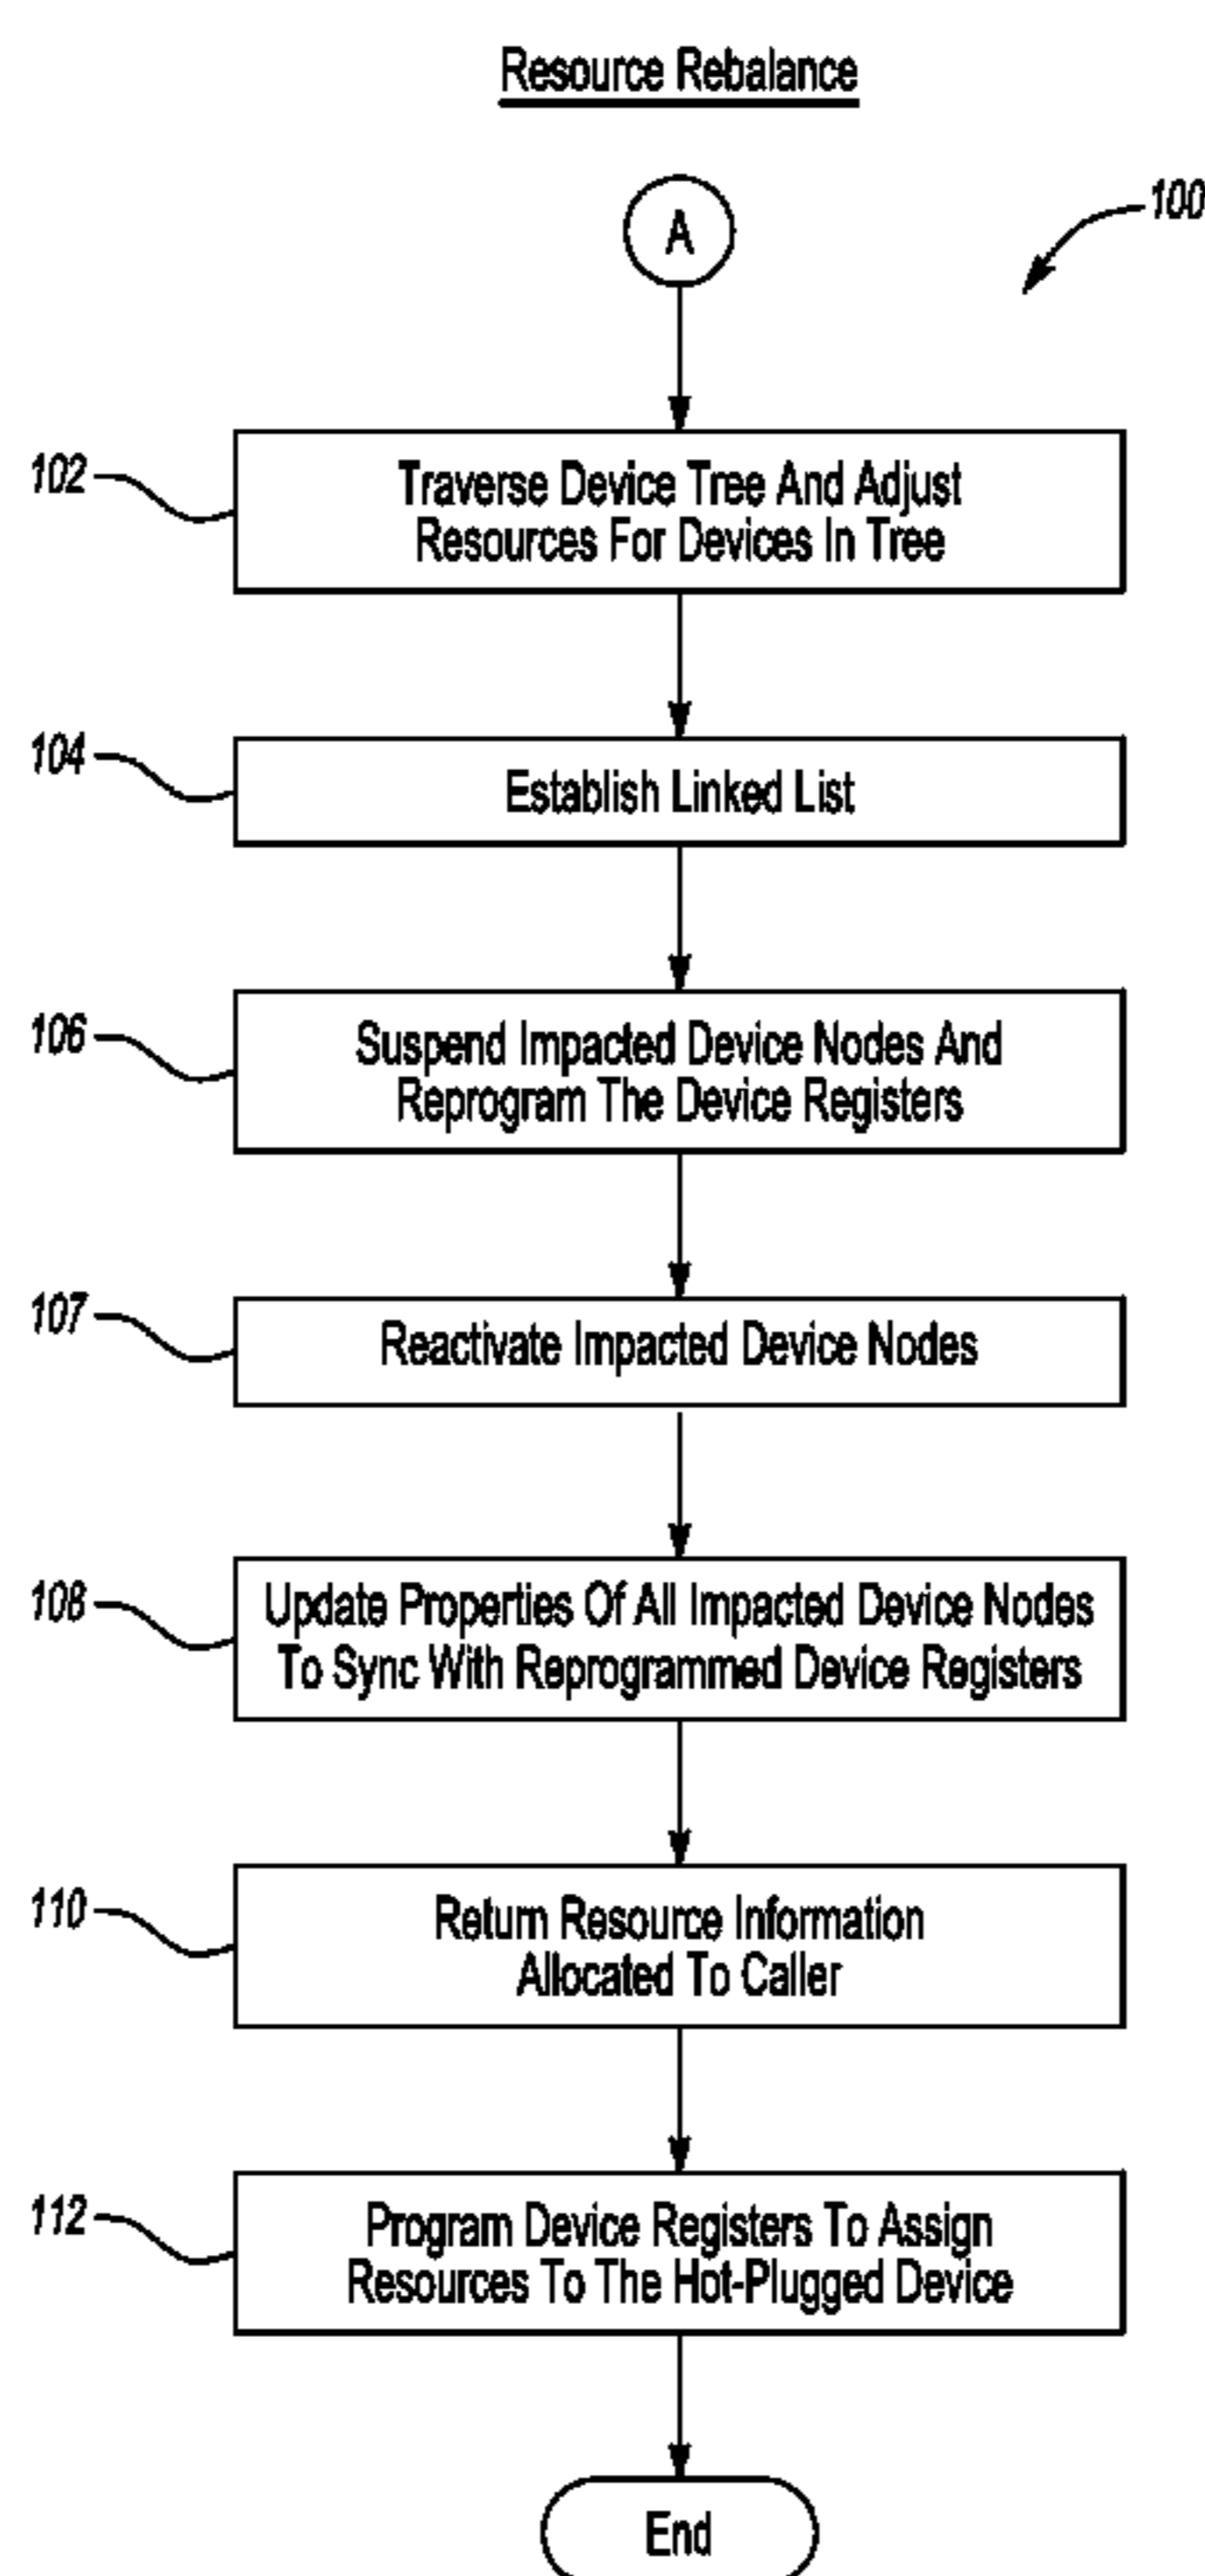 Resource Rebalance
A
100
102
Traverse Device Tree And Adjust
Resources For Devices In Tree
104
Establish Linked List
106
Suspend Impacted Device Nodes And
Reprogram The Device Registers
107
Reactivate Impacted Device Nodes
108
Update Properties Of All Impacted Device Nodes
To Sync With Reprogrammed Device Registers
110
Return Resource Information
Allocated To Caller
112
Program Device Registers To Assign
Resources To The Hot-Plugged Device
End